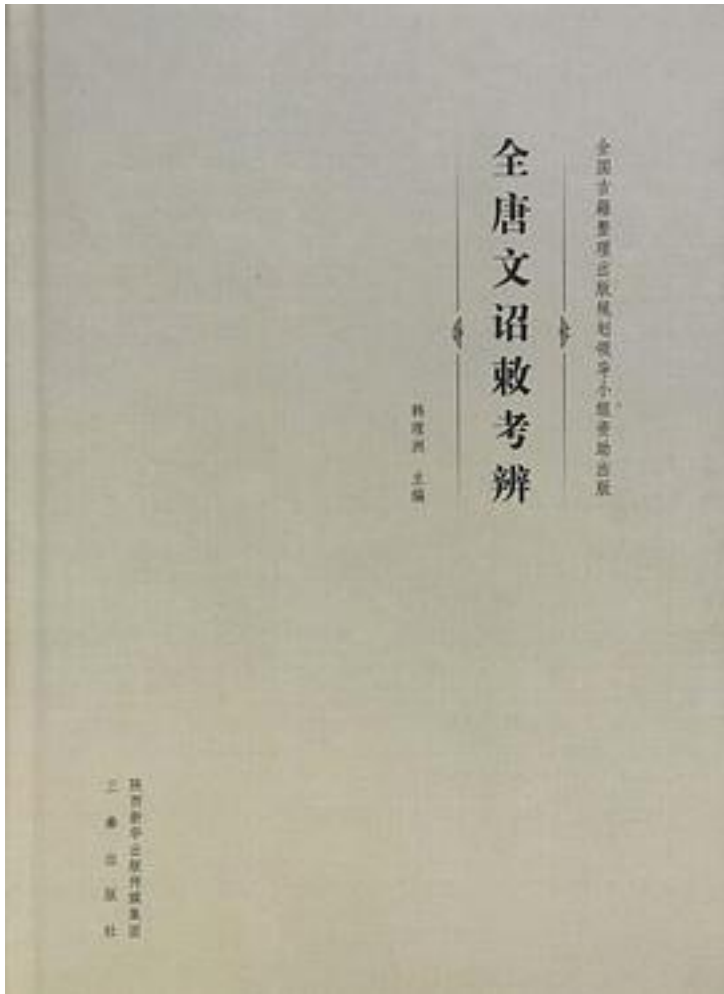 全国古籍整理出版规划领导小组资助出版
全唐文诏敕考辨
韩理洲 主编
陕西新华出版传媒集团
三秦出版社